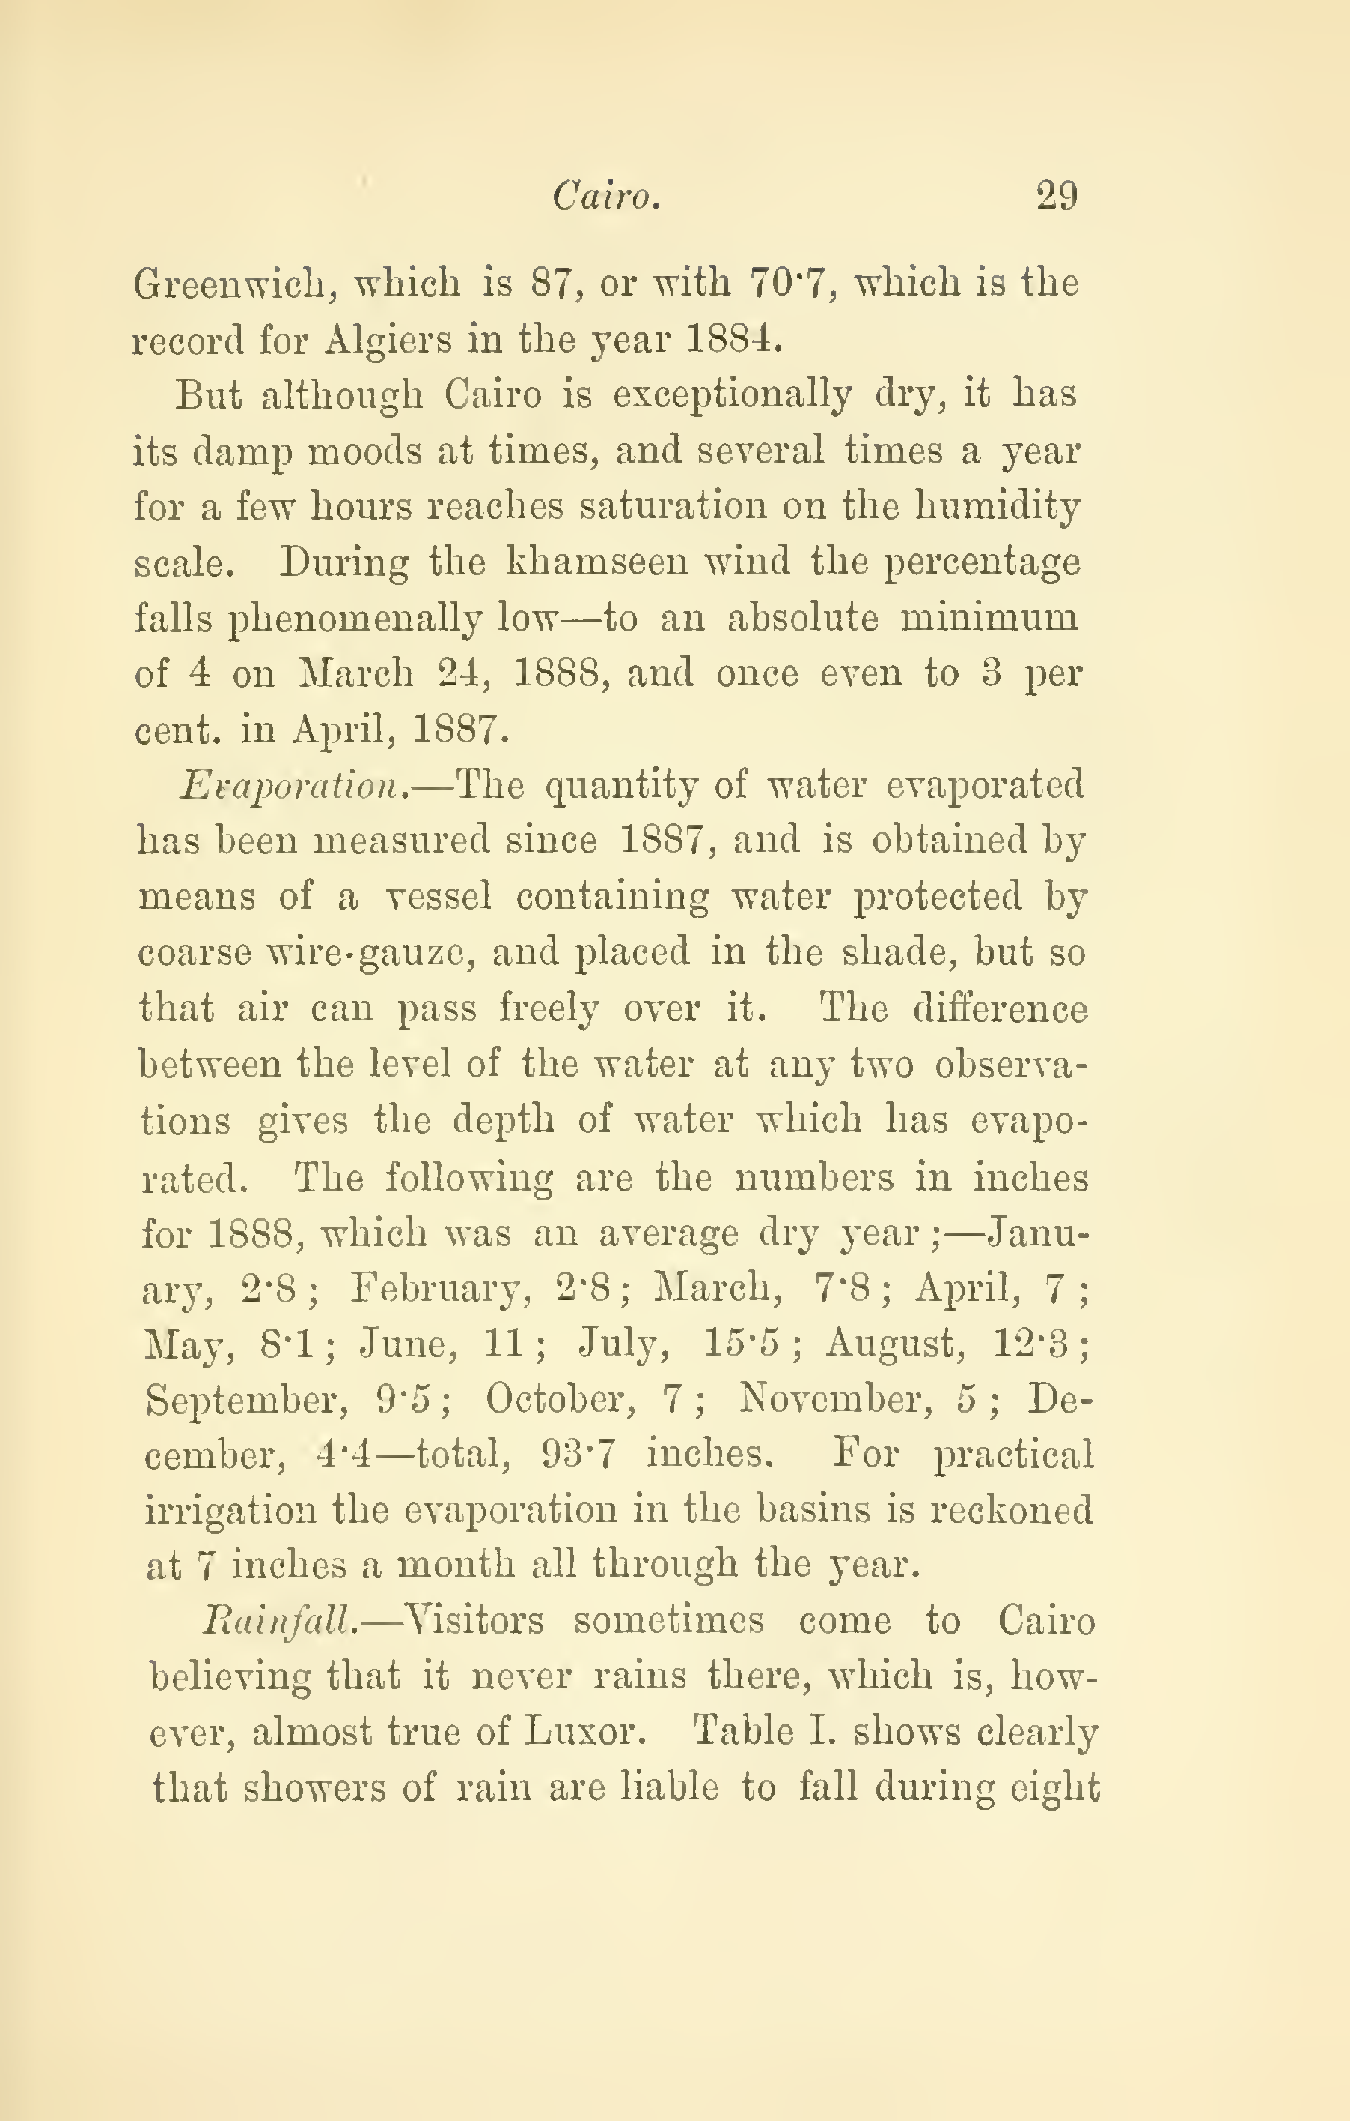 Cairo. 29
Greenwich, which is 87, or with 70·7, which is the
record for Algiers in the year 1884.
But although Cairo is exceptionally dry, it has
its damp moods at times, and several times a year
for a few hours reaches saturation on the humidity
scale. During the khamseen wind the percentage
falls phenomenally low—to an absolute minimum
of 4 on March 24, 1888, and once even to 3 per
cent. in April, 1887.
Evaporation.—The quantity of water evaporated
has been measured since 1887, and is obtained by
means of a vessel containing water protected by
coarse wire-gauze, and placed in the shade, but so
that air can pass freely over it. The difference
between the level of the water at any two observa-
tions gives the depth of water which has evapo-
rated. The following are the numbers in inches
for 1888, which was an average dry year;—Janu-
ary, 2·8; February, 2·8; March, 7·8; April, 7;
May, 8·1; June, 11; July, 15·5; August, 12·3;
September, 9·5; October, 7; November, 5; De-
cember, 4·4—total, 93·7 inches. For practical
irrigation the evaporation in the basins is reckoned
at 7 inches a month all through the year.
Rainfall.—Visitors sometimes come to Cairo
believing that it never rains there, which is, how-
ever, almost true of Luxor. Table I. shows clearly
that showers of rain are liable to fall during eight